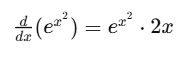 d/dx (e^{x^2}) = e^{x^2} · 2x